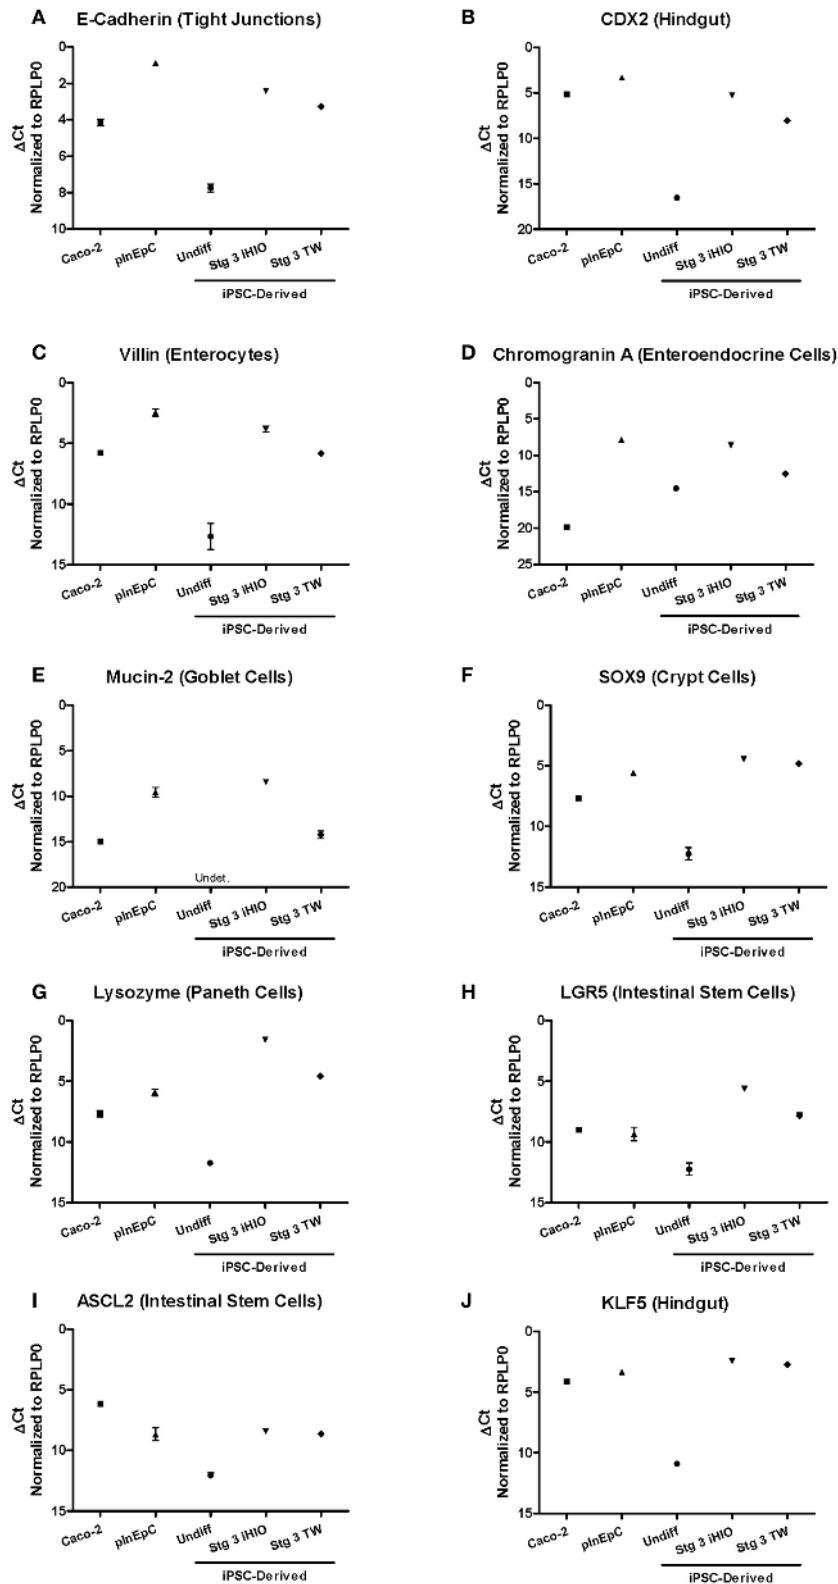 A E-Cadherin (Tight Junctions)
ΔCt
Normalized to RPLP0
0
2
4
6
8
10
Caco-2
pInEpC
Undiff
Stg 3 iHIO
Stg 3 TW
iPSC-Derived
B CDX2 (Hindgut)
ΔCt
Normalized to RPLP0
0
5
10
15
20
Caco-2
pInEpC
Undiff
Stg 3 iHIO
Stg 3 TW
iPSC-Derived
C Villin (Enterocytes)
ΔCt
Normalized to RPLP0
0
5
10
15
Caco-2
pInEpC
Undiff
Stg 3 iHIO
Stg 3 TW
iPSC-Derived
D Chromogranin A (Enteroendocrine Cells)
ΔCt
Normalized to RPLP0
0
5
10
15
20
25
Caco-2
pInEpC
Undiff
Stg 3 iHIO
Stg 3 TW
iPSC-Derived
E Mucin-2 (Goblet Cells)
ΔCt
Normalized to RPLP0
0
5
10
15
20
Undet.
Caco-2
pInEpC
Undiff
Stg 3 iHIO
Stg 3 TW
iPSC-Derived
F SOX9 (Crypt Cells)
ΔCt
Normalized to RPLP0
0
5
10
15
Caco-2
pInEpC
Undiff
Stg 3 iHIO
Stg 3 TW
iPSC-Derived
G Lysozyme (Paneth Cells)
ΔCt
Normalized to RPLP0
0
5
10
15
Caco-2
pInEpC
Undiff
Stg 3 iHIO
Stg 3 TW
iPSC-Derived
H LGR5 (Intestinal Stem Cells)
ΔCt
Normalized to RPLP0
0
5
10
15
Caco-2
pInEpC
Undiff
Stg 3 iHIO
Stg 3 TW
iPSC-Derived
I ASCL2 (Intestinal Stem Cells)
ΔCt
Normalized to RPLP0
0
5
10
15
Caco-2
pInEpC
Undiff
Stg 3 iHIO
Stg 3 TW
iPSC-Derived
J KLF5 (Hindgut)
ΔCt
Normalized to RPLP0
0
5
10
15
Caco-2
pInEpC
Undiff
Stg 3 iHIO
Stg 3 TW
iPSC-Derived